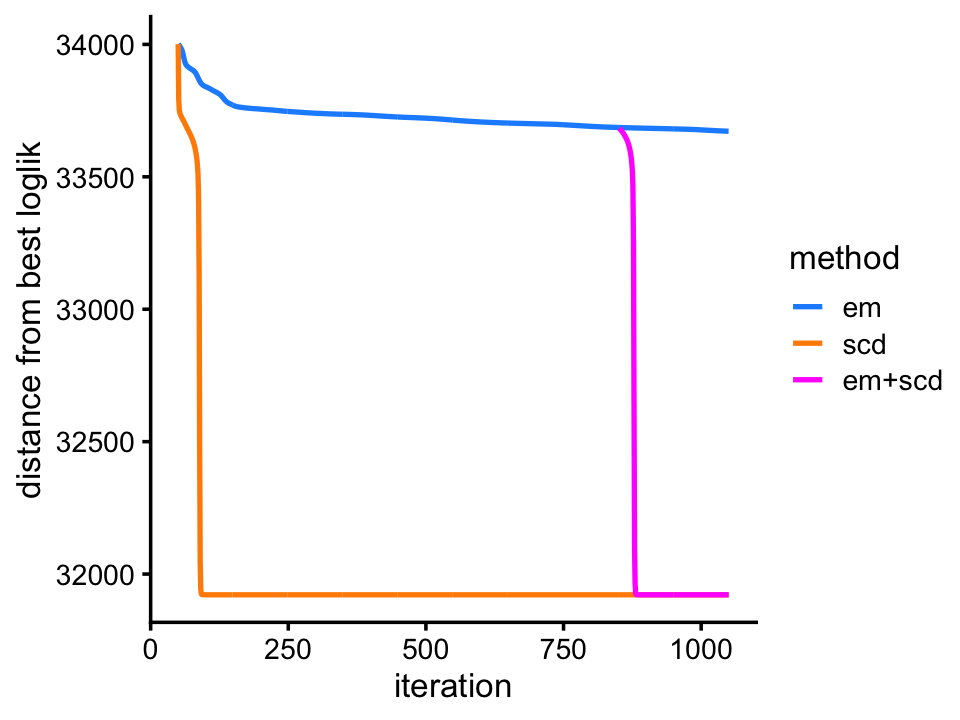 distance from best loglik
34000
33500
33000
32500
32000
0 250 500 750 1000
iteration
method
em
scd
em+scd